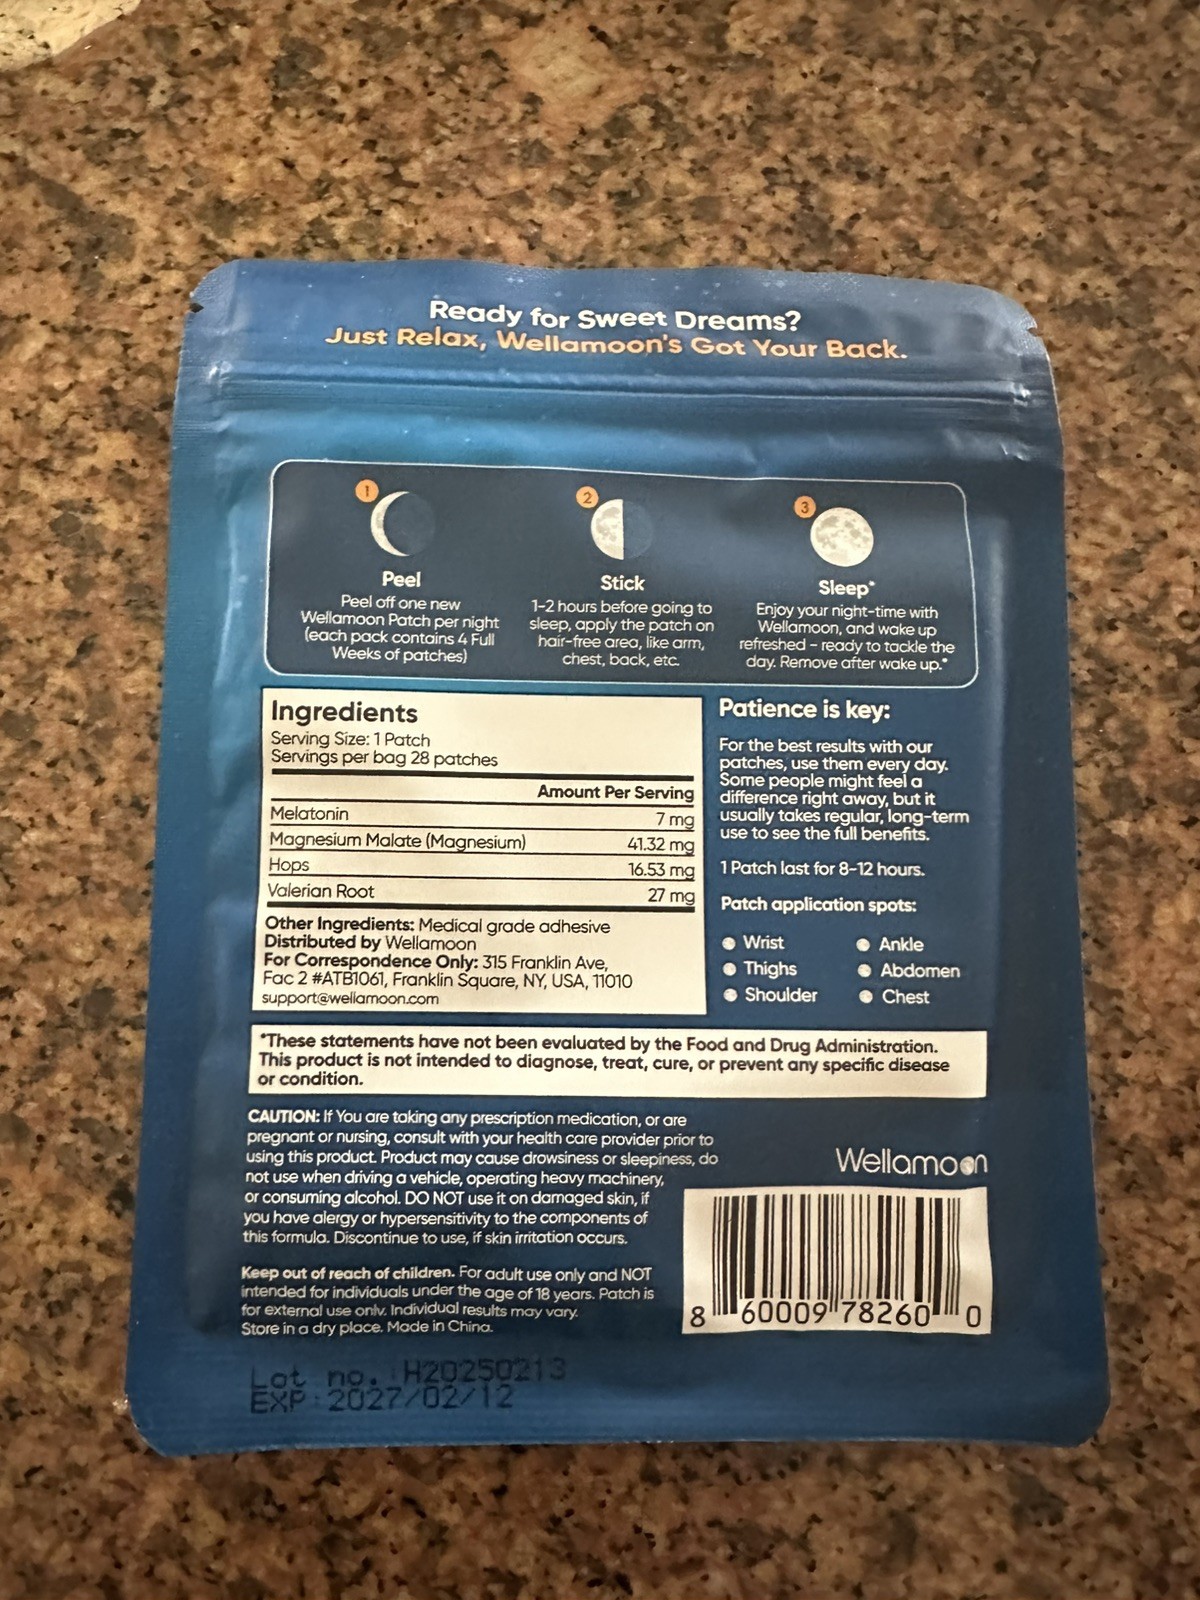 Ready for Sweet Dreams?
Just Relax, Wellamoon's Got Your Back.
1
Peel
Peel off one new
Wellamoon Patch per night
(each pack contains 4 Full
Weeks of patches)
2
Stick
1-2 hours before going to
sleep, apply the patch on
hair-free area, like arm,
chest, back, etc.
3
Sleep*
Enjoy your night-time with
Wellamoon, and wake up
refreshed - ready to tackle the
day. Remove after wake up.*
Ingredients
Serving Size: 1 Patch
Servings per bag 28 patches
Amount Per Serving
Melatonin 7 mg
Magnesium Malate (Magnesium) 41.32 mg
Hops 16.53 mg
Valerian Root 27 mg
Other Ingredients: Medical grade adhesive
Distributed by Wellamoon
For Correspondence Only: 315 Franklin Ave,
Fac 2 #ATB1061, Franklin Square, NY, USA, 11010
support@wellamoon.com
Patience is key:
For the best results with our
patches, use them every day.
Some people might feel a
difference right away, but it
usually takes regular, long-term
use to see the full benefits.
1 Patch last for 8-12 hours.
Patch application spots:
Wrist
Thighs
Shoulder
Ankle
Abdomen
Chest
*These statements have not been evaluated by the Food and Drug Administration.
This product is not intended to diagnose, treat, cure, or prevent any specific disease
or condition.
CAUTION: If You are taking any prescription medication, or are
pregnant or nursing, consult with your health care provider prior to
using this product. Product may cause drowsiness or sleepiness, do
not use when driving a vehicle, operating heavy machinery,
or consuming alcohol. DO NOT use it on damaged skin, if
you have alergy or hypersensitivity to the components of
this formula. Discontinue to use, if skin irritation occurs.
Keep out of reach of children. For adult use only and NOT
intended for individuals under the age of 18 years. Patch is
for external use only. Individual results may vary.
Store in a dry place. Made in China.
Wellamoon
8 60009 78260 0
Lot no. H20250213
EXP: 2027/02/12